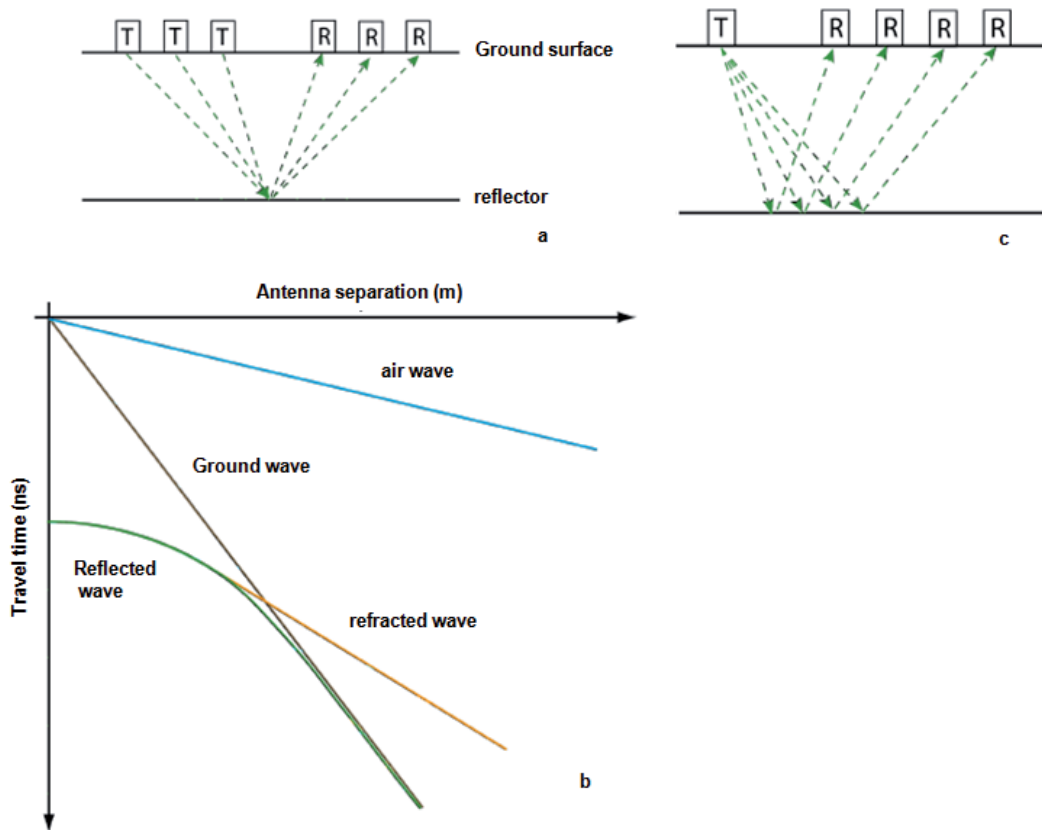 T T T R R R
Ground surface
reflector
a
T R R R R
c
Antenna separation (m)
air wave
Ground wave
Reflected
wave
refracted wave
Travel time (ns)
b